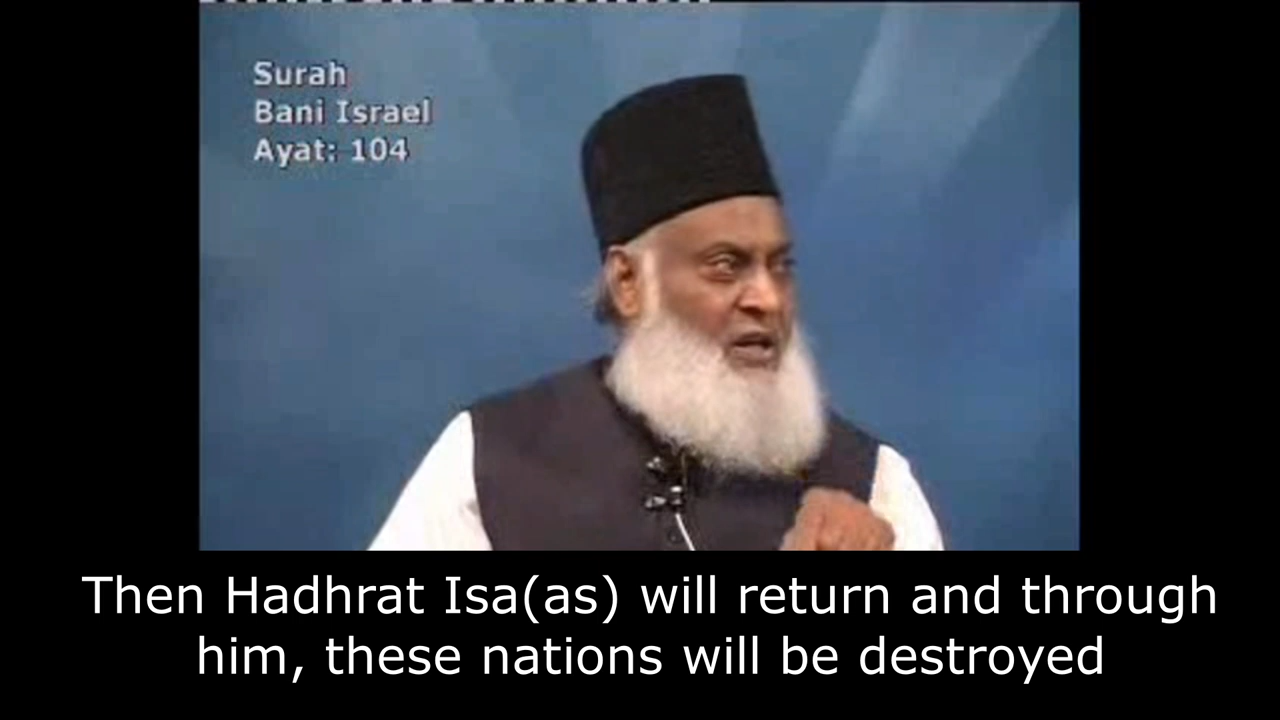 Surah
Bani Israel
Ayat: 104
Then Hadhrat Isa(as) will return and through
him, these nations will be destroyed